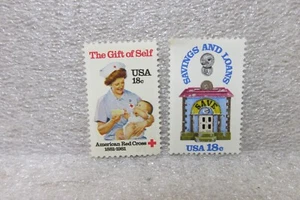 The Gift of Self
USA
18c
American Red Cross
1881-1981
SAVINGS AND LOANS
SAVE
USA 18c